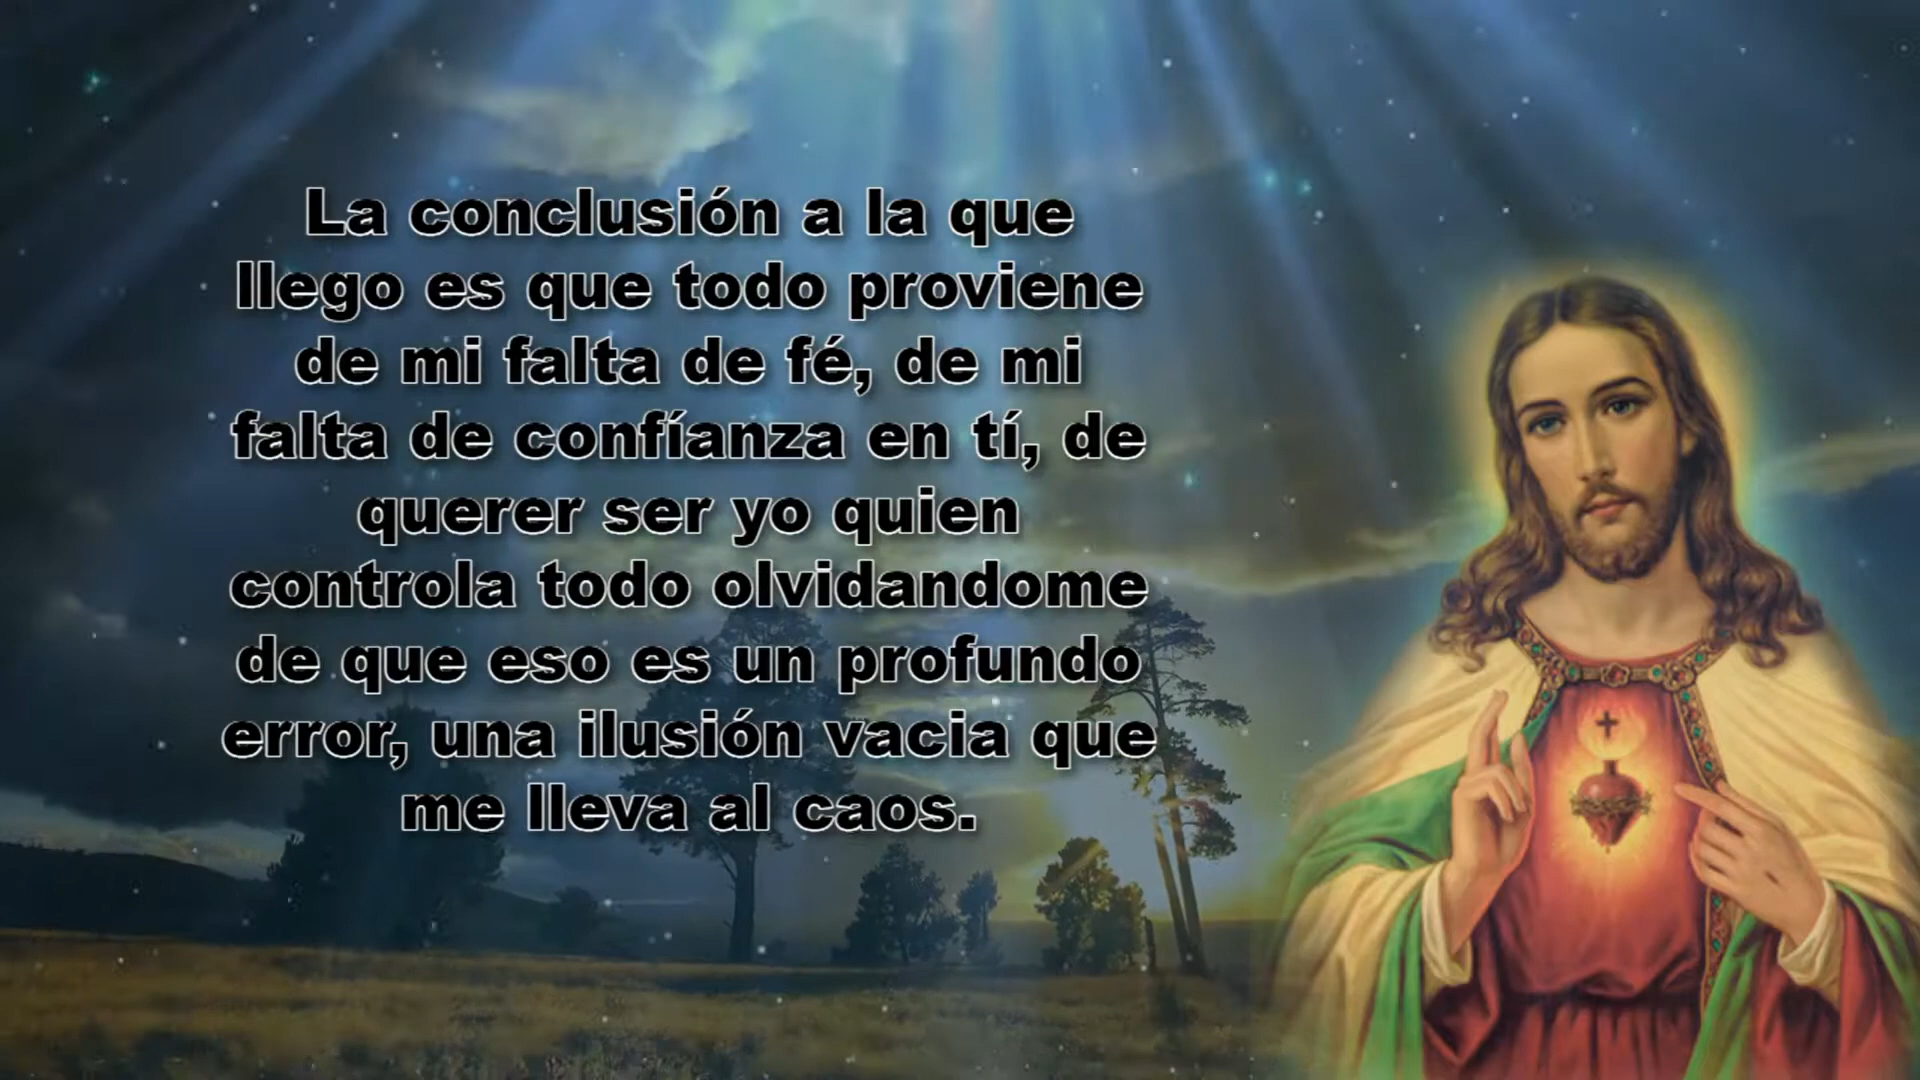 La conclusión a la que
llego es que todo proviene
de mi falta de fé, de mi
falta de confíanza en tí, de
querer ser yo quien
controla todo olvidandome
de que eso es un profundo
error, una ilusión vacia que
me lleva al caos.